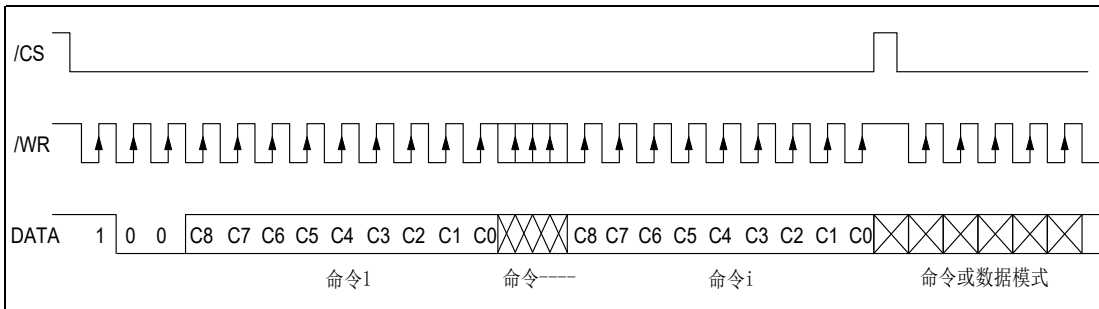 /CS
/WR
DATA 1 0 0 C8 C7 C6 C5 C4 C3 C2 C1 C0 C8 C7 C6 C5 C4 C3 C2 C1 C0
命令1 命令---- 命令i 命令或数据模式